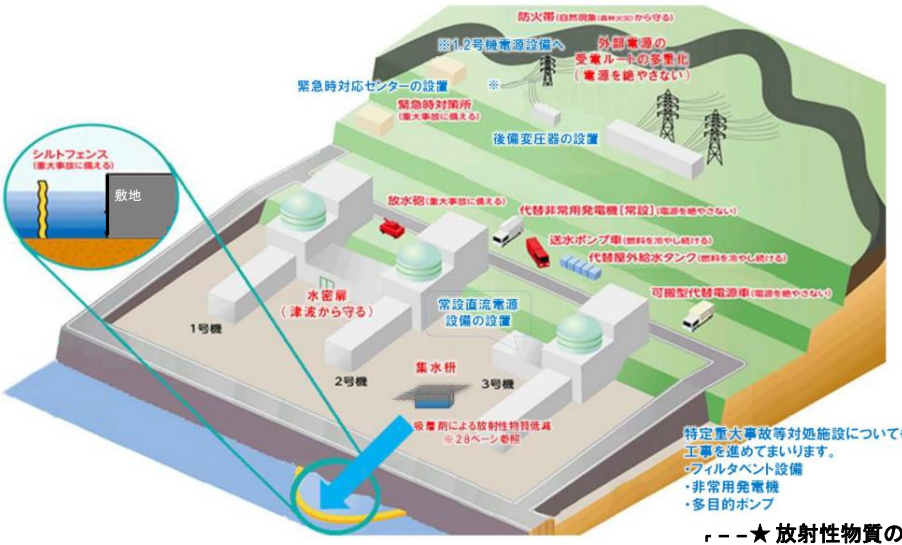 防火帯(自然現象(森林火災)から守る)
※1,2号機電源設備へ
外部電源の
受電ルートの多重化
(電源を絶やさない)
緊急時対応センターの設置
※
緊急時対策所
(重大事故に備える)
後備変圧器の設置
シルトフェンス
(重大事故に備える)
敷地
放水砲(重大事故に備える)
代替非常用発電機[常設](電源を絶やさない)
送水ポンプ車(燃料を冷やし続ける)
代替屋外給水タンク(燃料を冷やし続ける)
可搬型代替電源車(電源を絶やさない)
水密扉
(津波から守る)
常設直流電源
設備の設置
1号機
2号機
3号機
集水枡
吸着剤による放射性物質低減
※28ページ参照
特定重大事故等対処施設について
工事を進めてまいります。
・フィルタベント設備
・非常用発電機
・多目的ポンプ
★ 放射性物質の